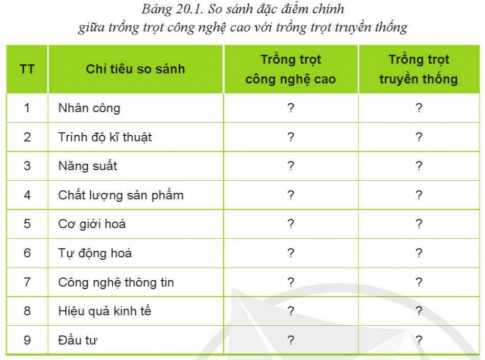 Bảng 20.1. So sánh đặc điểm chính
giữa trồng trọt công nghệ cao với trồng trọt truyền thống
TT Chỉ tiêu so sánh Trồng trọt công nghệ cao Trồng trọt truyền thống
1 Nhân công ? ?
2 Trình độ kĩ thuật ? ?
3 Năng suất ? ?
4 Chất lượng sản phẩm ? ?
5 Cơ giới hoá ? ?
6 Tự động hoá ? ?
7 Công nghệ thông tin ? ?
8 Hiệu quả kinh tế ? ?
9 Đầu tư ? ?